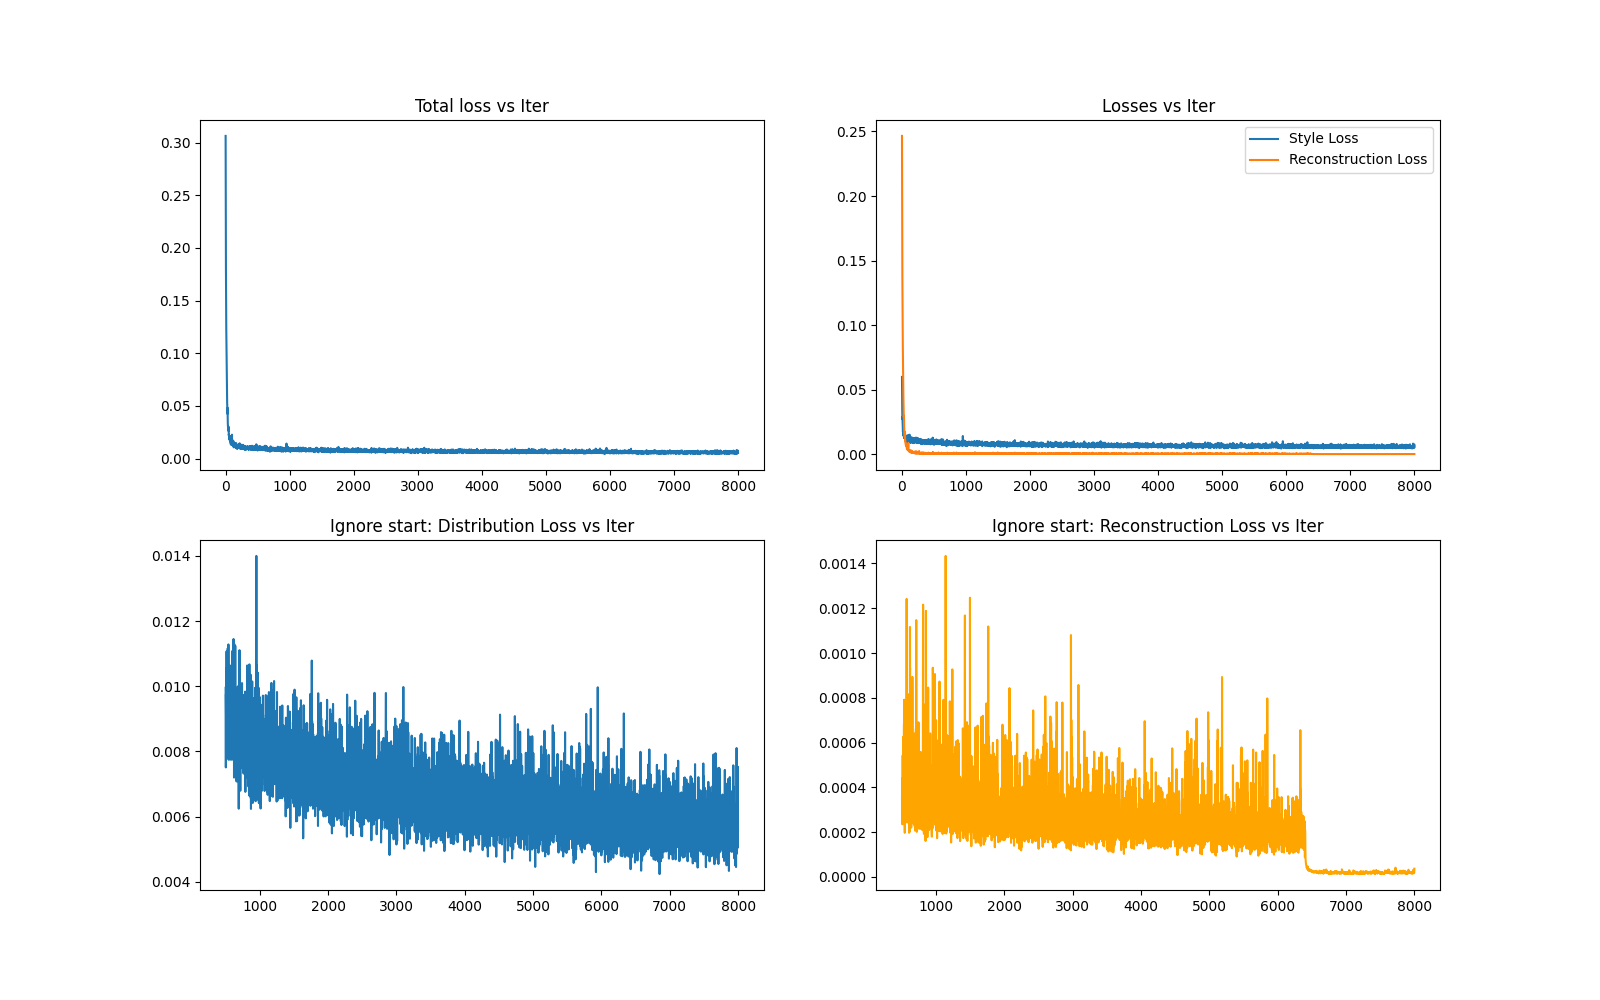 Total loss vs Iter
0.30
0.25
0.20
0.15
0.10
0.05
0.00
0 1000 2000 3000 4000 5000 6000 7000 8000
Losses vs Iter
Style Loss
Reconstruction Loss
0.25
0.20
0.15
0.10
0.05
0.00
0 1000 2000 3000 4000 5000 6000 7000 8000
Ignore start: Distribution Loss vs Iter
0.014
0.012
0.010
0.008
0.006
0.004
1000 2000 3000 4000 5000 6000 7000 8000
Ignore start: Reconstruction Loss vs Iter
0.0014
0.0012
0.0010
0.0008
0.0006
0.0004
0.0002
0.0000
1000 2000 3000 4000 5000 6000 7000 8000